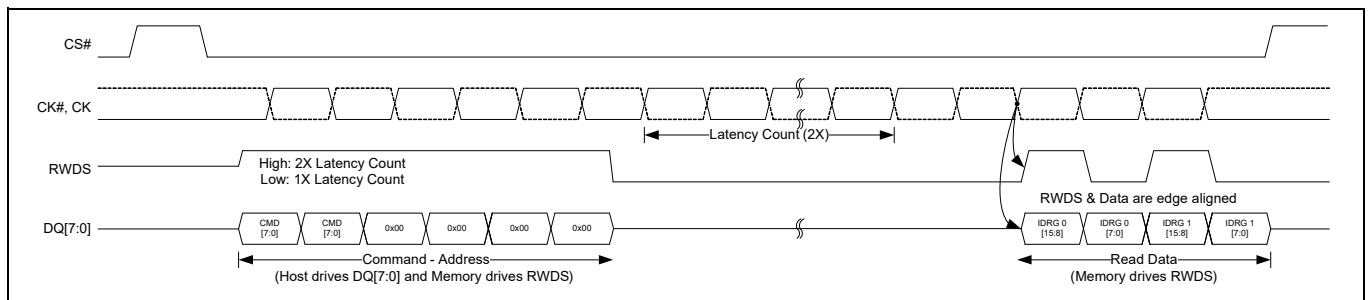 CS#
CK#, CK
Latency Count (2X)
RWDS
High: 2X Latency Count
Low: 1X Latency Count
RWDS & Data are edge aligned
DQ[7:0]
CMD
[7:0]
CMD
[7:0]
0x00
0x00
0x00
0x00
IDRG 0
[15:8]
IDRG 0
[7:0]
IDRG 1
[15:8]
IDRG 1
[7:0]
Command - Address
(Host drives DQ[7:0] and Memory drives RWDS)
Read Data
(Memory drives RWDS)